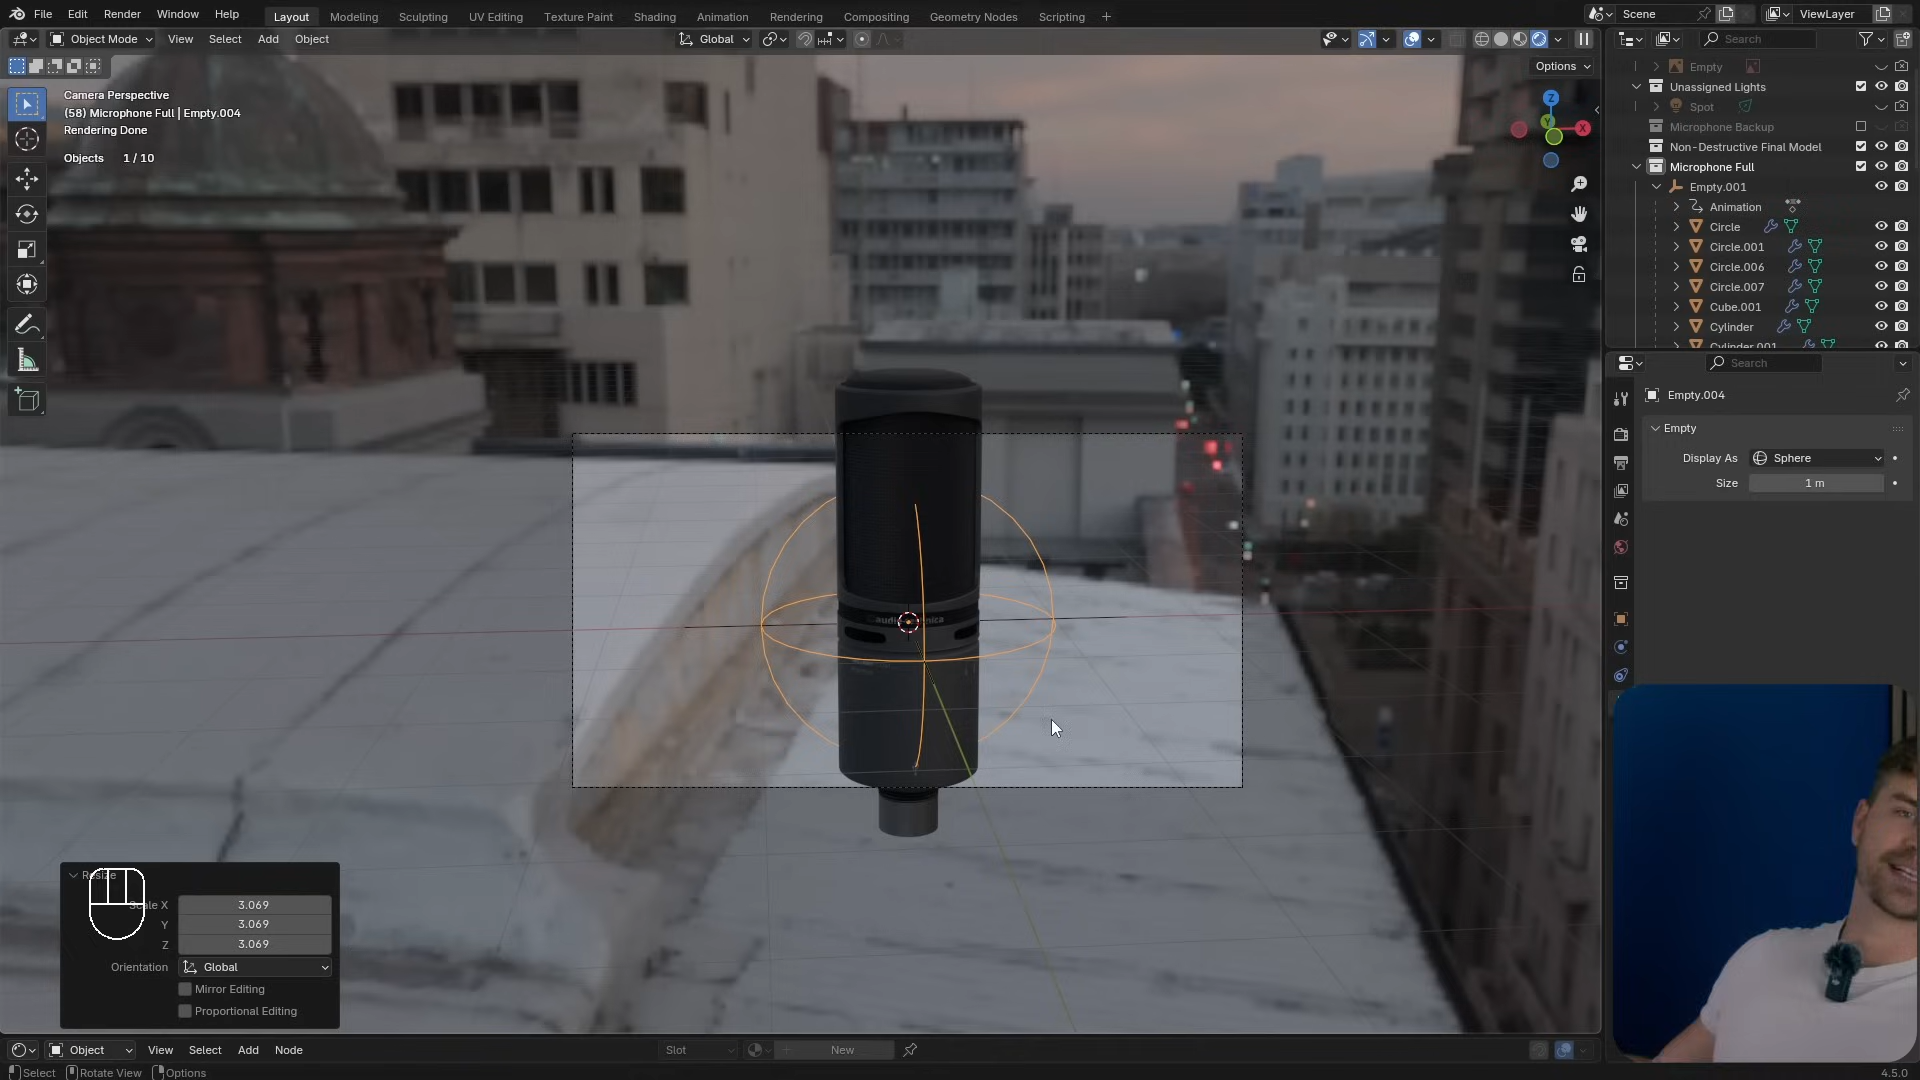 File Edit Render Window Help Layout Modeling Sculpting UV Editing Texture Paint Shading Animation Rendering Compositing Geometry Nodes Scripting + Scene ViewLayer
Object Mode View Select Add Object Global Search
Options
Camera Perspective
(58) Microphone Full | Empty.004
Rendering Done
Objects 1 / 10
Z
Y
X
Empty
Unassigned Lights
Spot
Microphone Backup
Non-Destructive Final Model
Microphone Full
Empty.001
Animation
Circle
Circle.001
Circle.006
Circle.007
Cube.001
Cylinder
Cylinder.001
Search
Empty.004
Empty
Display As Sphere
Size 1 m
Resize
Scale X 3.069
Y 3.069
Z 3.069
Orientation Global
Mirror Editing
Proportional Editing
Object View Select Add Node Slot New
Select Rotate View Options 4.5.0